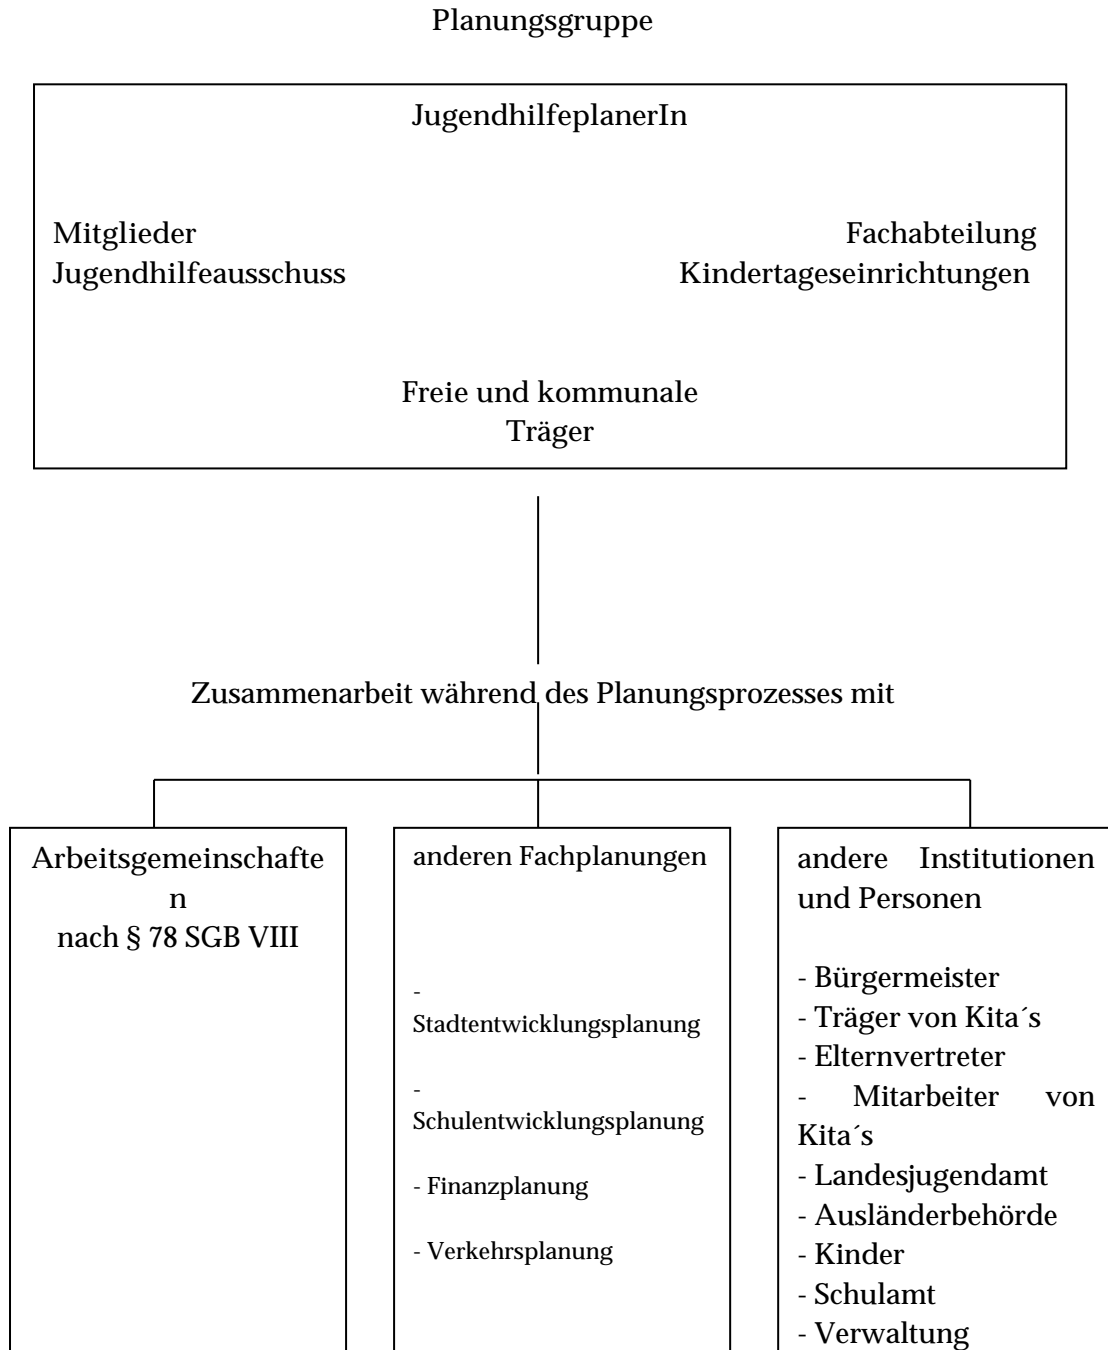 Planungsgruppe
JugendhilfeplanerIn
Mitglieder
Jugendhilfeausschuss
Fachabteilung
Kindertageseinrichtungen
Freie und kommunale
Träger
Zusammenarbeit während des Planungsprozesses mit
Arbeitsgemeinschafte
n
nach § 78 SGB VIII
anderen Fachplanungen
-
Stadtentwicklungsplanung
-
Schulentwicklungsplanung
- Finanzplanung
- Verkehrsplanung
andere Institutionen
und Personen
- Bürgermeister
- Träger von Kita´s
- Elternvertreter
- Mitarbeiter von
Kita´s
- Landesjugendamt
- Ausländerbehörde
- Kinder
- Schulamt
- Verwaltung